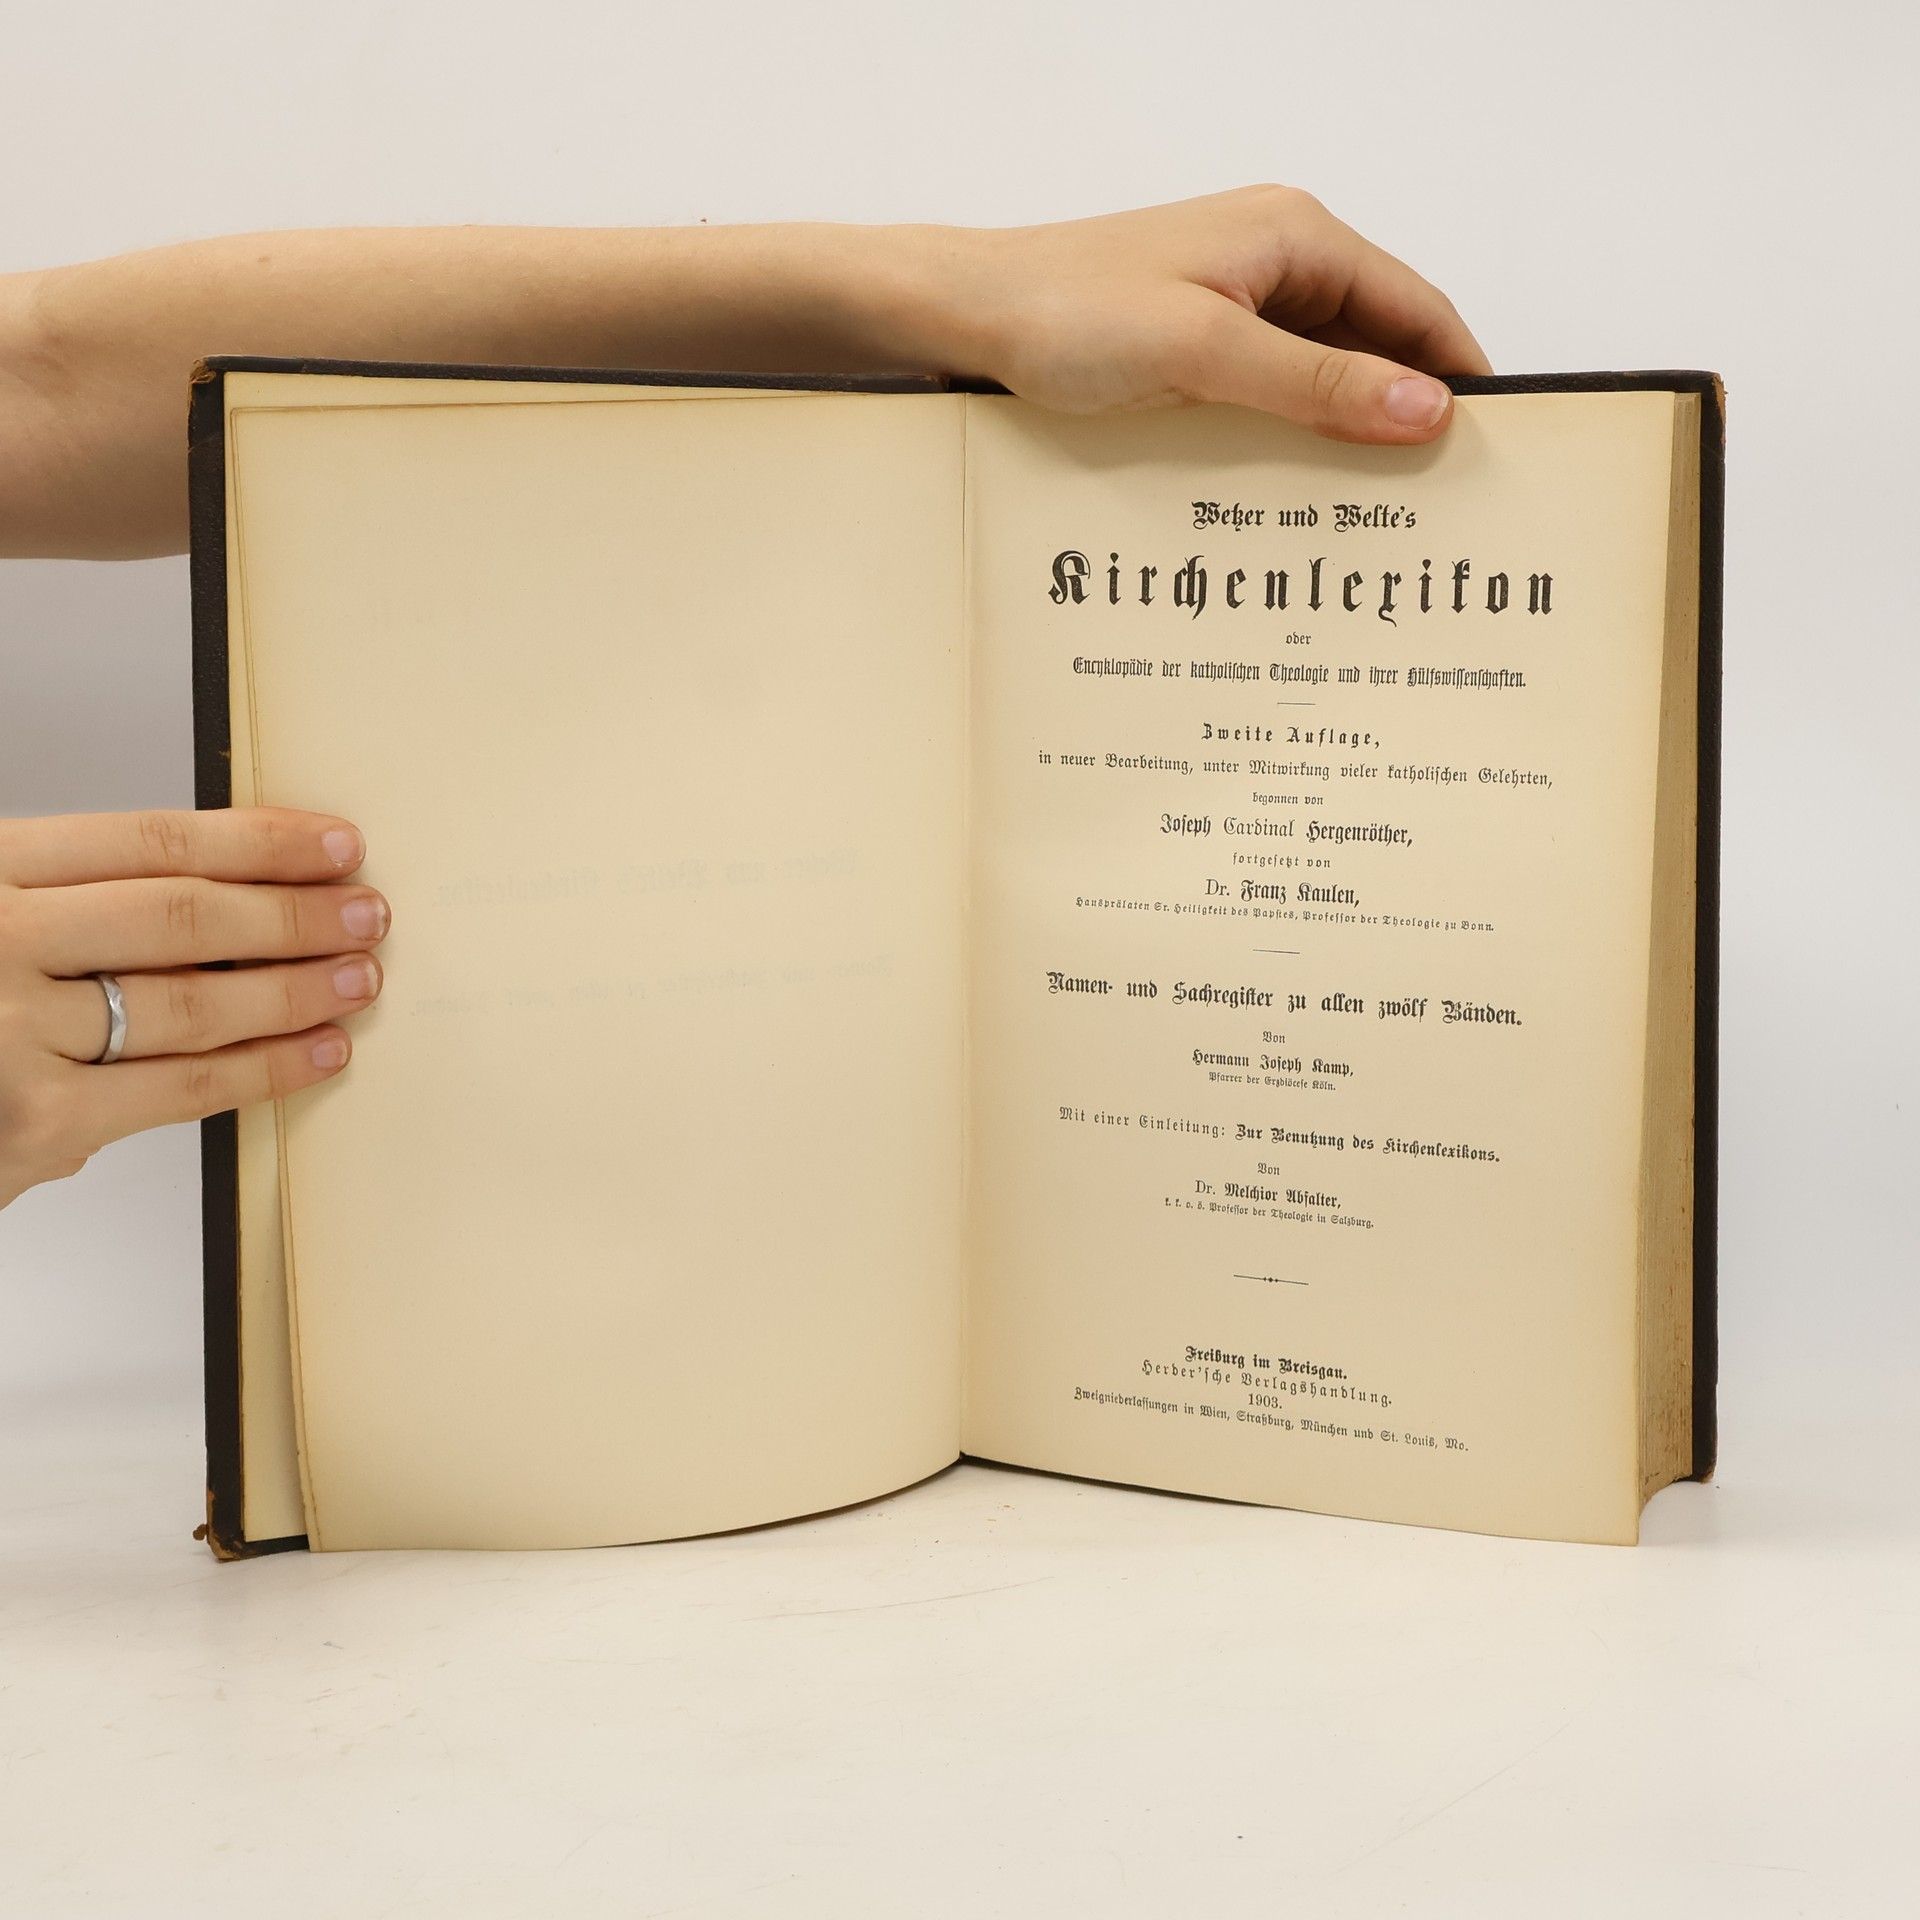 Wetzer und Welte's
Kirchenlexikon
oder
Encyklopädie der katholischen Theologie und ihrer Hülfswissenschaften.
Zweite Auflage,
in neuer Bearbeitung, unter Mitwirkung vieler katholischen Gelehrten,
begonnen von
Joseph Cardinal Hergenröther,
fortgesetzt von
Dr. Franz Kaulen,
Hausprälaten Sr. Heiligkeit des Papstes, Professor der Theologie zu Bonn.
Namen- und Sachregister zu allen zwölf Bänden.
Von
Hermann Joseph Kamp,
Pfarrer der Erzdiöcese Köln.
Mit einer Einleitung: Zur Benutzung des Kirchenlexikons.
Von
Dr. Melchior Abfalter,
k. k. o. ö. Professor der Theologie in Salzburg.
Freiburg im Breisgau.
Herder'sche Verlagshandlung.
1903.
Zweigniederlassungen in Wien, Straßburg, München und St. Louis, Mo.